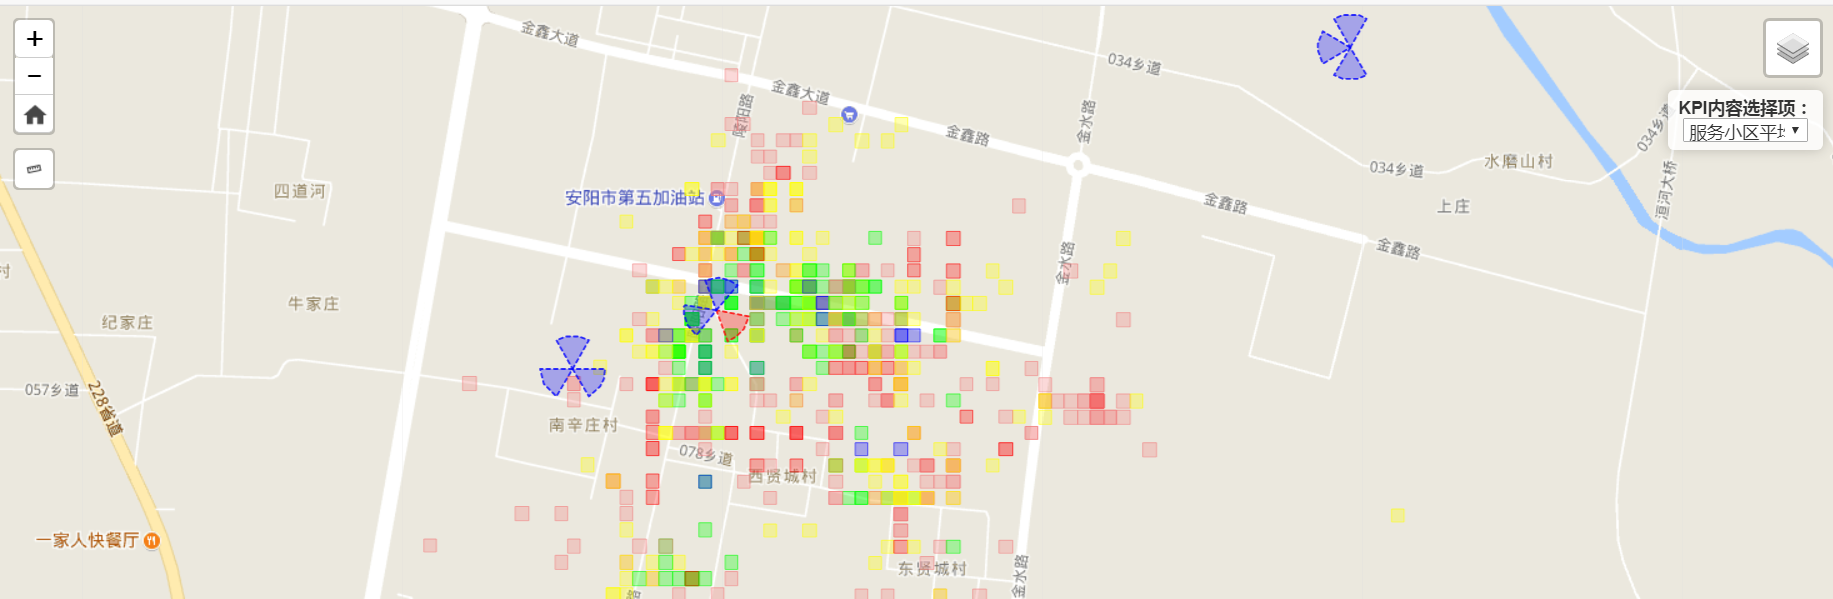 +
金鑫大道
034乡道
−
金鑫大道
陵阳路
金鑫路
金水路
KPI内容选择项：
服务小区平
034乡道
水磨山村
034乡道
四道河
安阳市第五加油站
金鑫路
上庄
洹河大桥
金水路
金鑫路
村
牛家庄
纪家庄
057乡道
228省道
南辛庄村
078乡道
西贤城村
一家人快餐厅
东贤城村
金水路
路